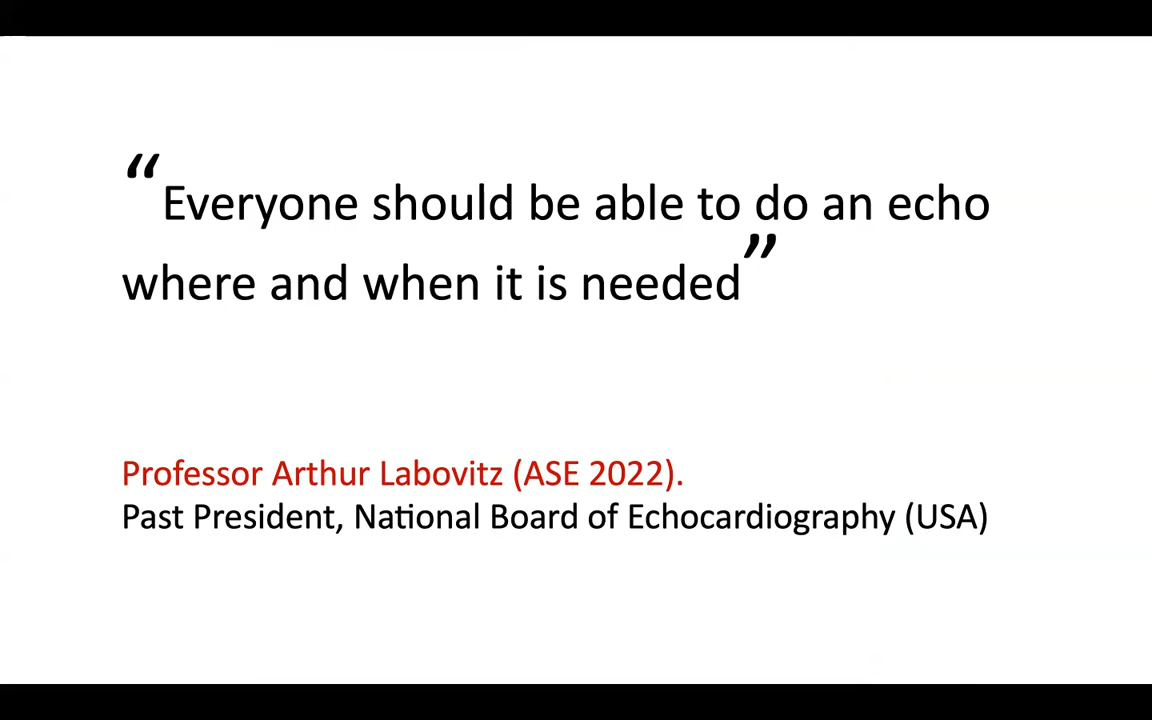 “Everyone should be able to do an echo
where and when it is needed”
Professor Arthur Labovitz (ASE 2022).
Past President, National Board of Echocardiography (USA)